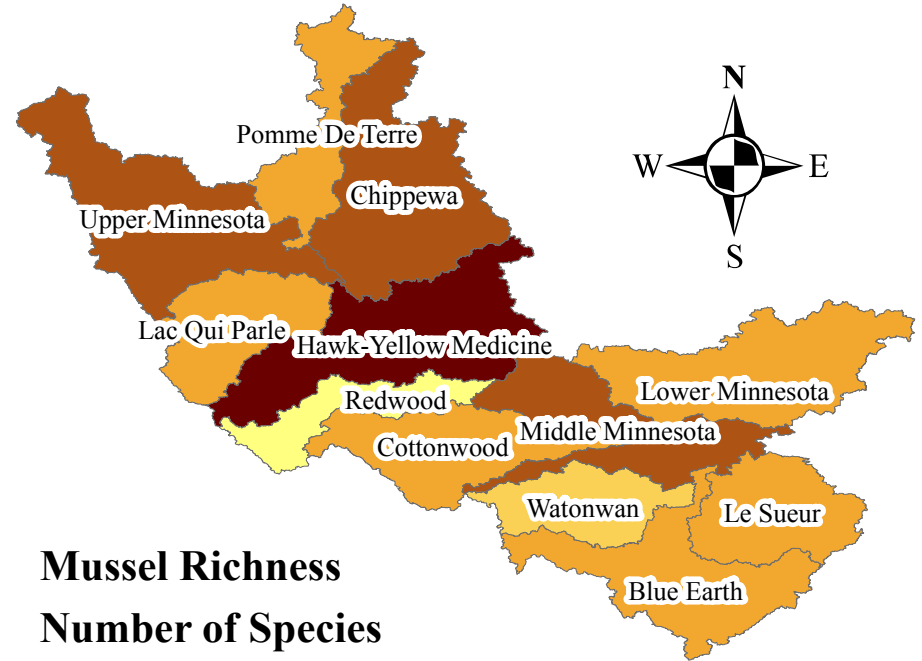 N
W
E
S
Pomme De Terre
Chippewa
Upper Minnesota
Lac Qui Parle
Hawk-Yellow Medicine
Redwood
Lower Minnesota
Middle Minnesota
Cottonwood
Watonwan
Le Sueur
Blue Earth
Mussel Richness
Number of Species